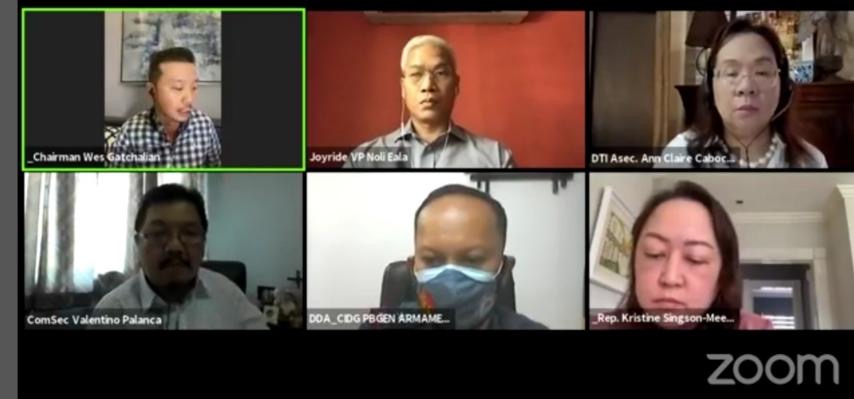 _Chairman Wes Gatchalian
Joyride VP Noli Eala
DTI Asec. Ann Claire Caboc...
ComSec Valentino Palanca
DDA_CIDG PBGEN ARMAME...
_Rep. Kristine Singson-Mee...
zoom